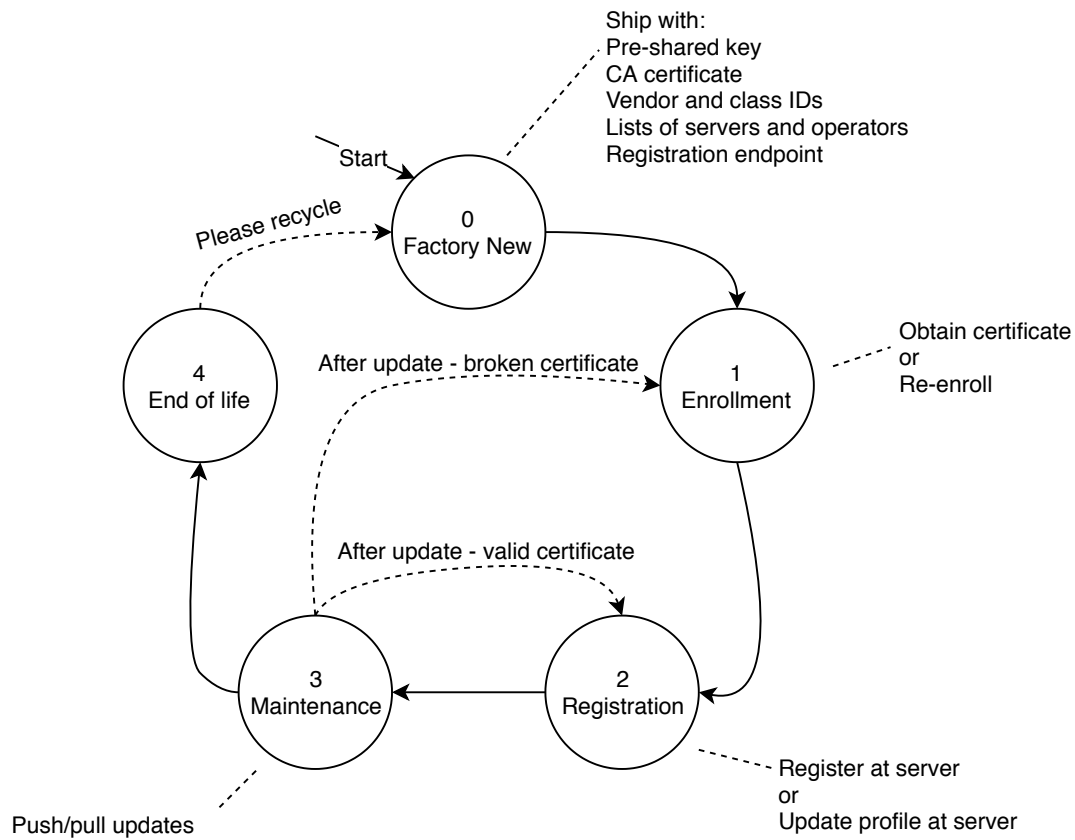 Ship with:
Pre-shared key
CA certificate
Vendor and class IDs
Lists of servers and operators
Registration endpoint
Start
0
Factory New
Please recycle
4
End of life
After update - broken certificate
1
Enrollment
Obtain certificate
or
Re-enroll
After update - valid certificate
3
Maintenance
2
Registration
Register at server
or
Update profile at server
Push/pull updates